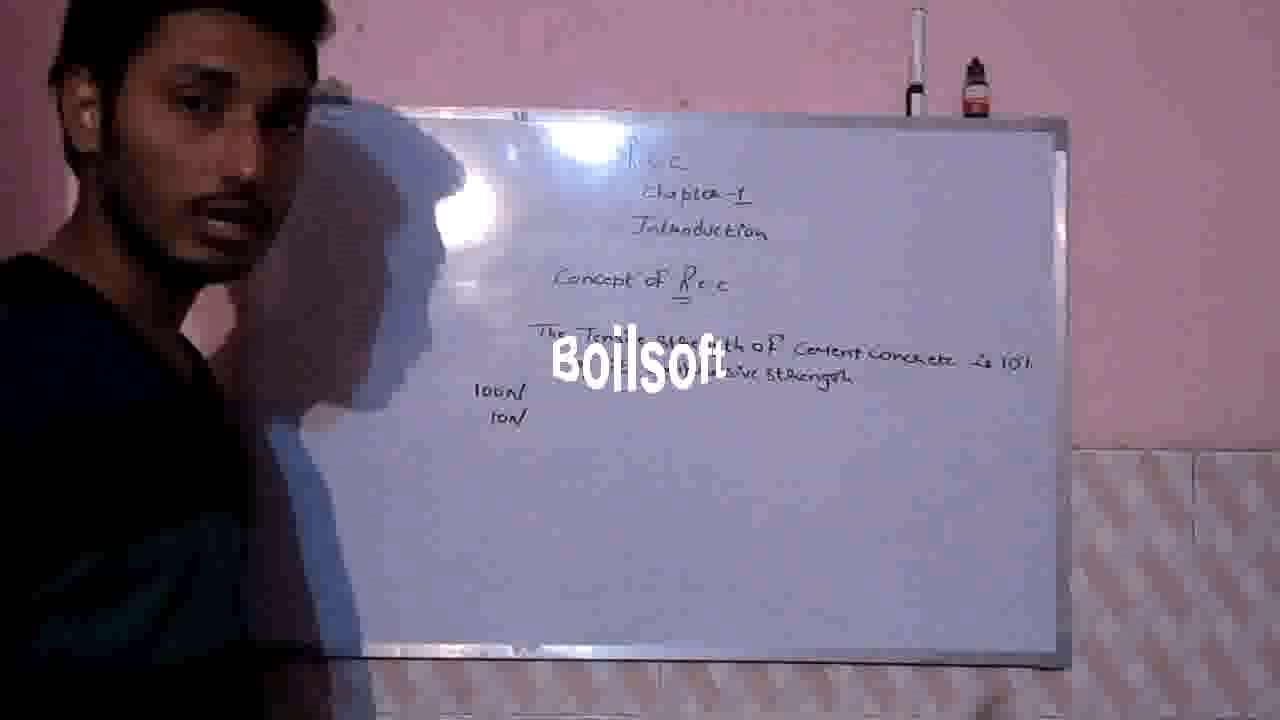 R c c
Chapter-1
Introduction
Concept of R c c
The Tensile strength of Cement Concrete is 10%
strength
100N
10N
Boilsoft